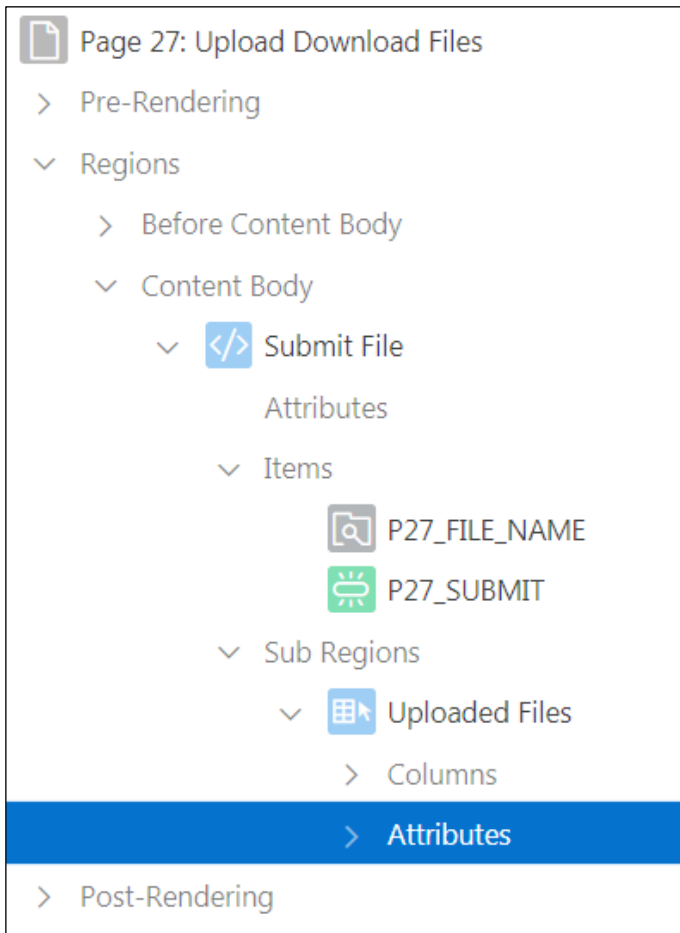 Page 27: Upload Download Files
Pre-Rendering
Regions
Before Content Body
Content Body
Submit File
Attributes
Items
P27_FILE_NAME
P27_SUBMIT
Sub Regions
Uploaded Files
Columns
Attributes
Post-Rendering